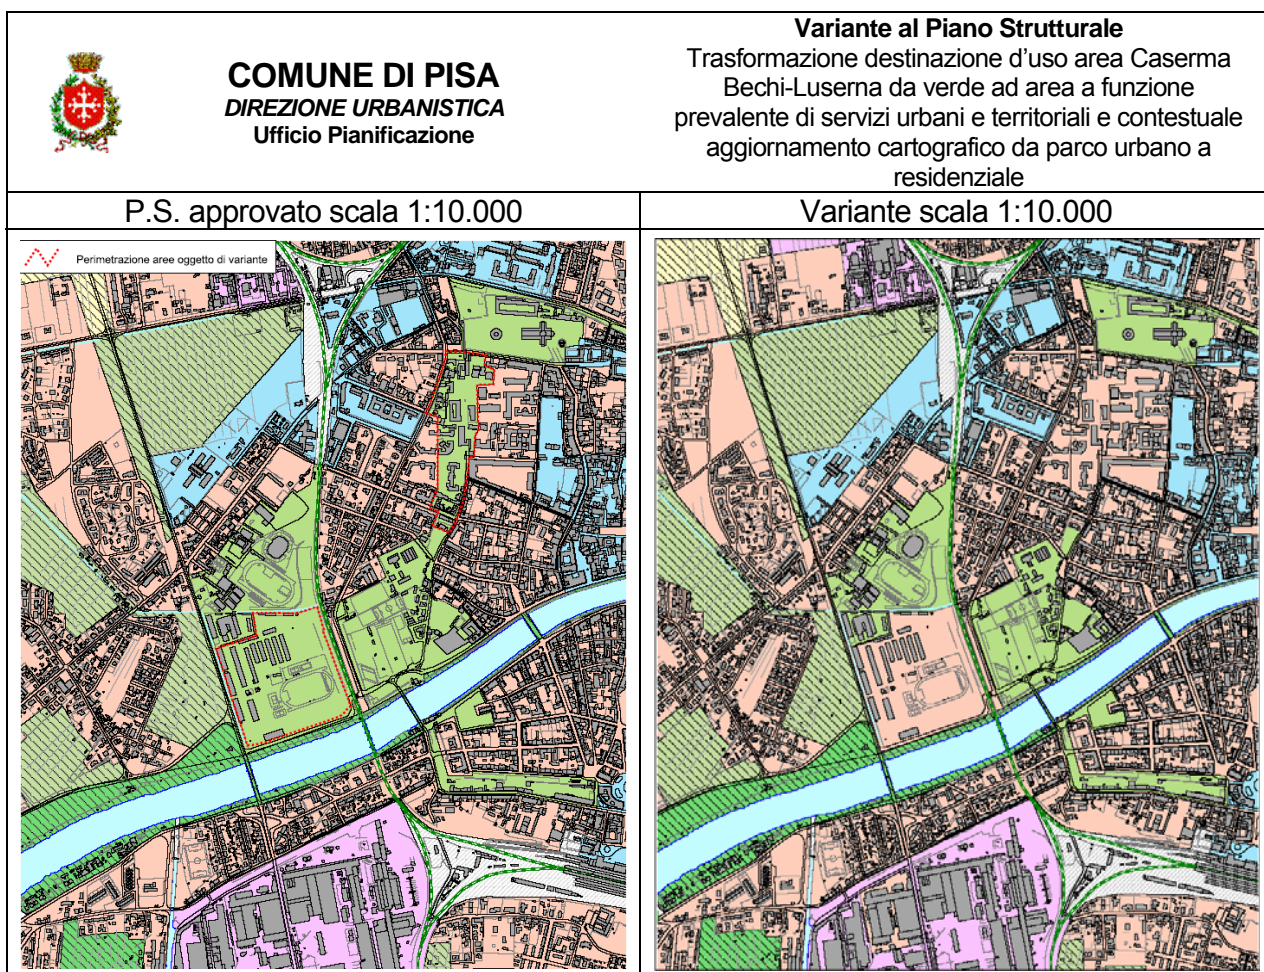 COMUNE DI PISA
DIREZIONE URBANISTICA
Ufficio Pianificazione
Variante al Piano Strutturale
Trasformazione destinazione d'uso area Caserma
Bechi-Luserna da verde ad area a funzione
prevalente di servizi urbani e territoriali e contestuale
aggiornamento cartografico da parco urbano a
residenziale
P.S. approvato scala 1:10.000
Variante scala 1:10.000
Perimetrazione aree oggetto di variante